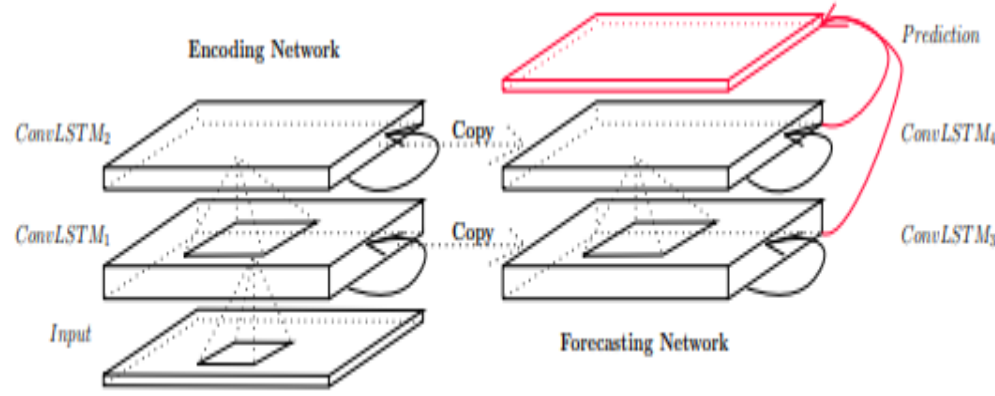 Encoding Network
Prediction
ConvLSTM₂
Copy
ConvLSTM₄
ConvLSTM₁
Copy
ConvLSTM₃
Input
Forecasting Network